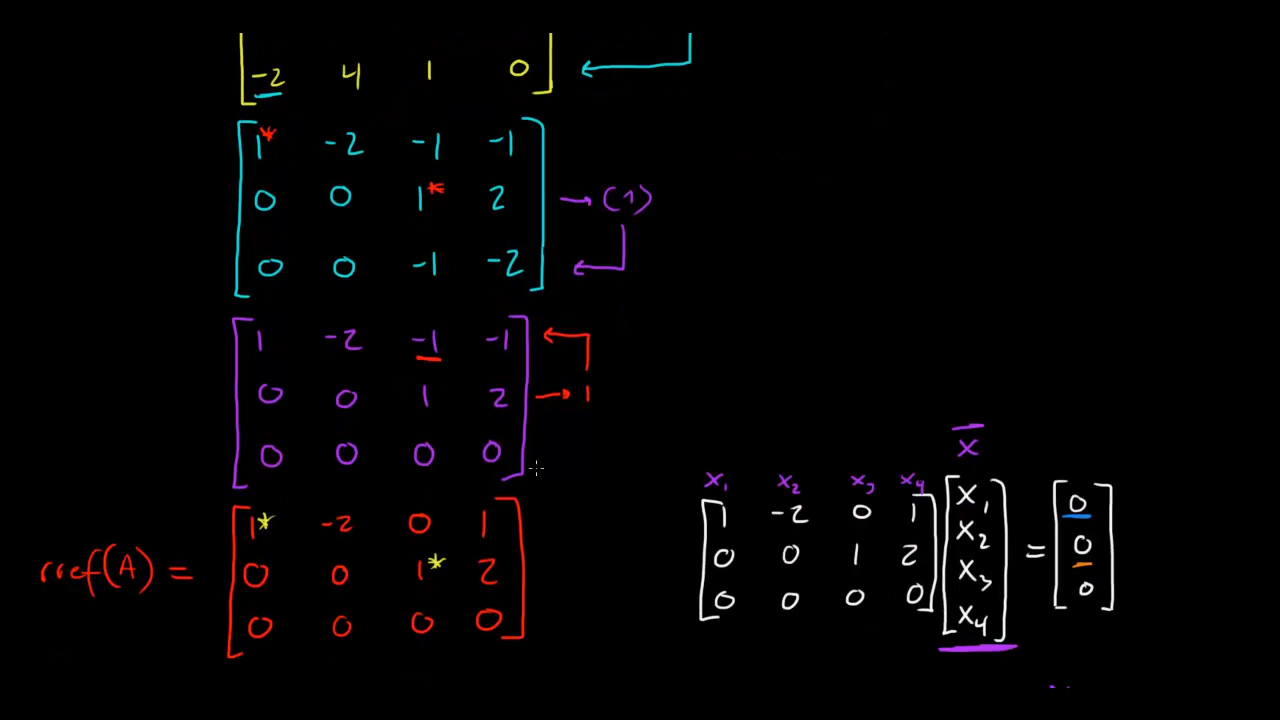 -2 4 1 0
1* -2 -1 -1
0 0 1* 2 → (1)
0 0 -1 -2
1 -2 -1 -1
0 0 1 2 → 1
0 0 0 0
rref(A) =
1* -2 0 1
0 0 1* 2
0 0 0 0
x̄
x₁ x₂ x₃ x₄
1 -2 0 1
0 0 1 2
0 0 0 0
x₁
x₂
x₃
x₄
=
0
0
0